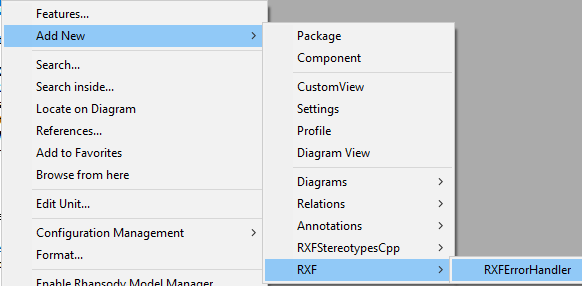 Features...
Add New
Search...
Search inside...
Locate on Diagram
References...
Add to Favorites
Browse from here
Edit Unit...
Configuration Management
Format...
Enable Rhapsody Model Manager
Package
Component
CustomView
Settings
Profile
Diagram View
Diagrams
Relations
Annotations
RXFStereotypesCpp
RXF
RXFErrorHandler